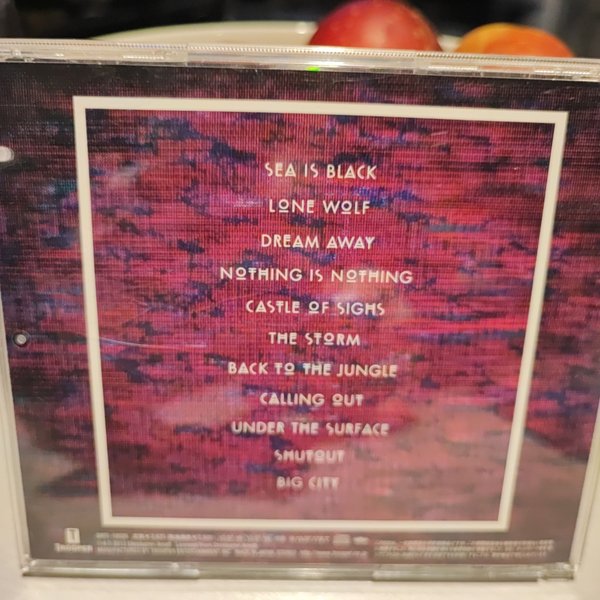 SEA IS BLACK
LONE WOLF
DREAM AWAY
NOTHING IS NOTHING
CASTLE OF SIGHS
THE STORM
BACK TO THE JUNGLE
CALLING OUT
UNDER THE SURFACE
SHUTOUT
BIG CITY